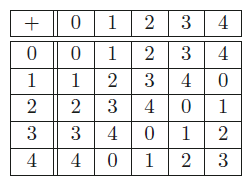 + 0 1 2 3 4
0 0 1 2 3 4
1 1 2 3 4 0
2 2 3 4 0 1
3 3 4 0 1 2
4 4 0 1 2 3